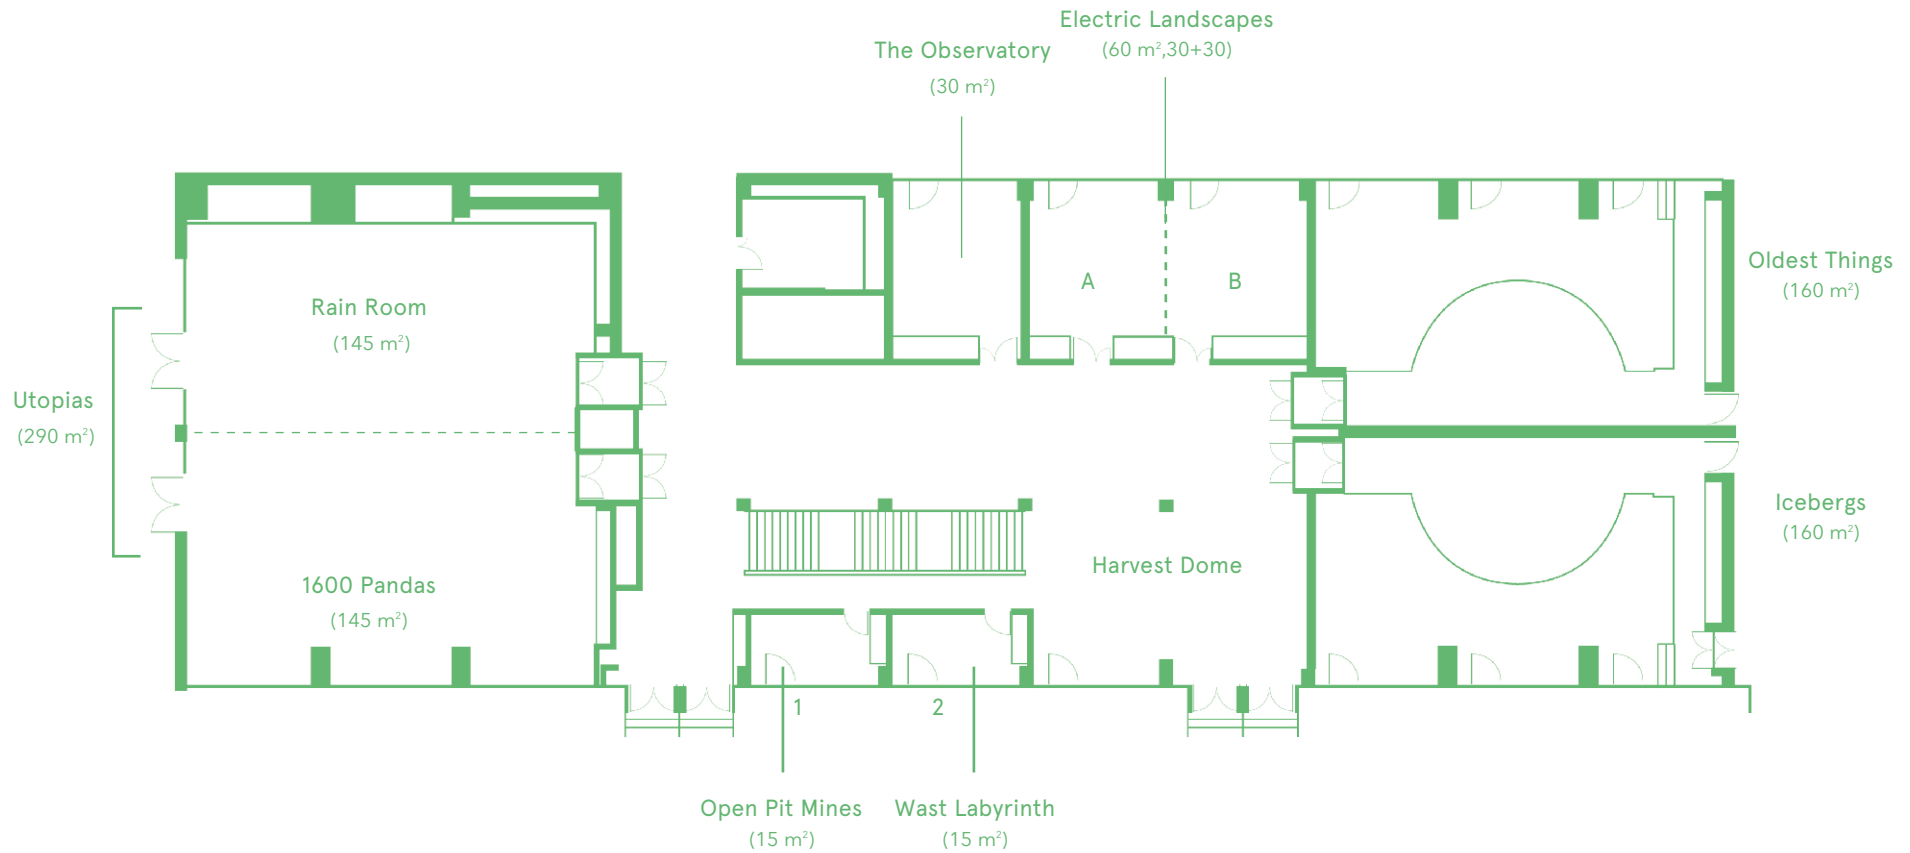 Electric Landscapes
(60 m²,30+30)
The Observatory
(30 m²)
Oldest Things
(160 m²)
A
B
Rain Room
(145 m²)
Utopias
(290 m²)
Icebergs
(160 m²)
Harvest Dome
1600 Pandas
(145 m²)
1
2
Open Pit Mines
(15 m²)
Wast Labyrinth
(15 m²)